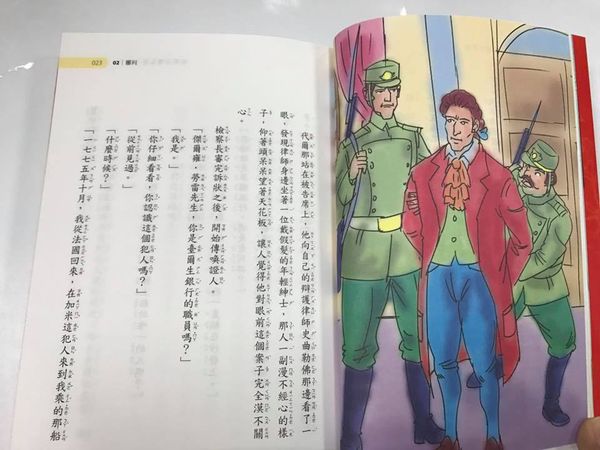 023 02 審判
代爾那站在被告席上，他向自己的辯護律師史曲勒佛那邊看了一
眼，發現律師身邊坐著一位戴假髮的年輕紳士，那人一副漫不經心的樣
子，仰著頭呆呆望著天花板，讓人覺得他對眼前這個案子完全漠不關
心。
檢察長審完訴狀之後，開始傳喚證人。
「傑爾雍．勞雷先生，你是臺爾生銀行的職員嗎？」
「我是。」
「你仔細看看，你認識這個犯人嗎？」
「從前見過。」
「什麼時候？」
「一七七五年十月，我從法國回來，在加米這犯人來到我乘的那船